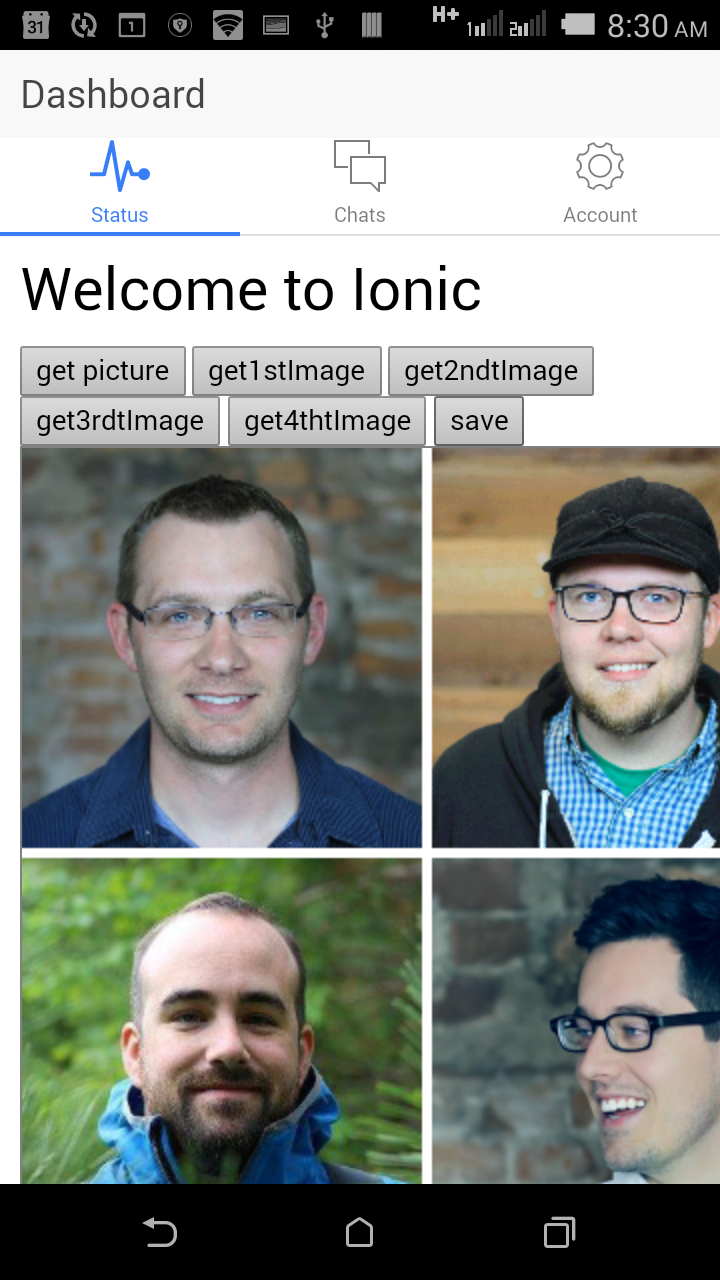 31 1 H+ 1 2 8:30 AM
Dashboard
Status Chats Account
Welcome to Ionic
get picture get1stImage get2ndtImage
get3rdtImage get4thtImage save